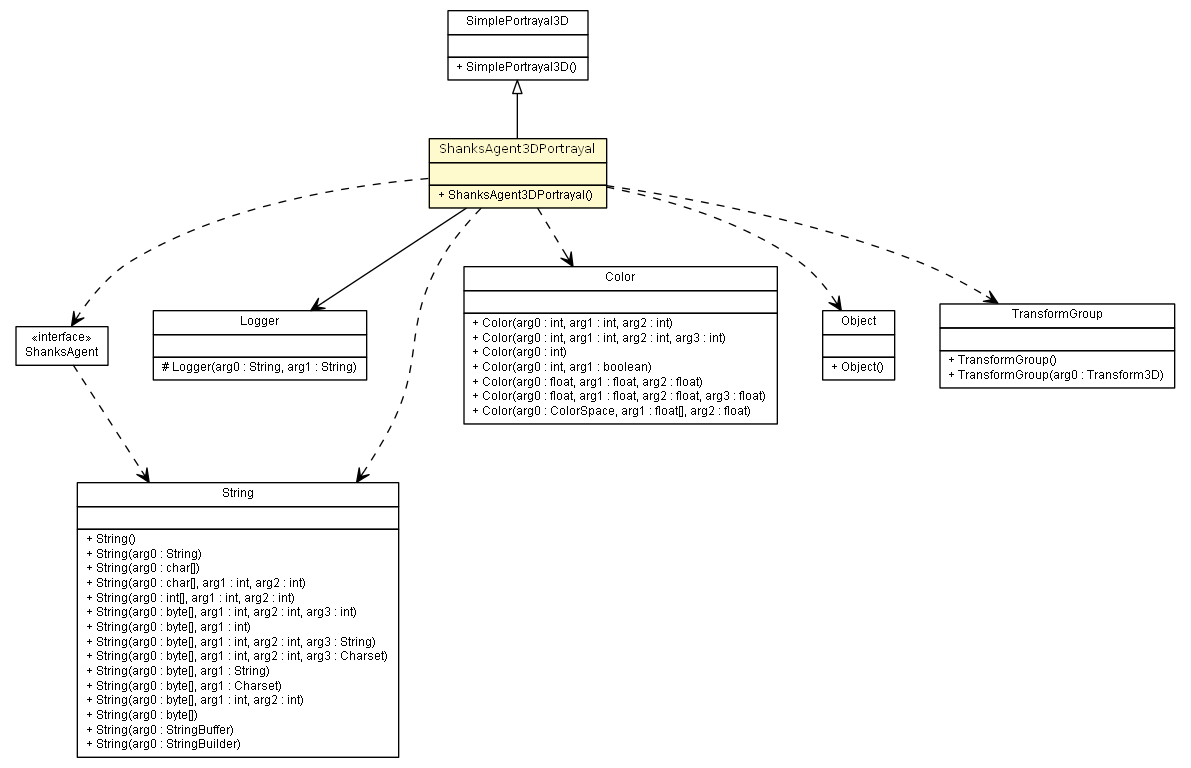 SimplePortrayal3D
+ SimplePortrayal3D()
ShanksAgent3DPortrayal
+ ShanksAgent3DPortrayal()
«interface»
ShanksAgent
Logger
# Logger(arg0 : String, arg1 : String)
Color
+ Color(arg0 : int, arg1 : int, arg2 : int)
+ Color(arg0 : int, arg1 : int, arg2 : int, arg3 : int)
+ Color(arg0 : int)
+ Color(arg0 : int, arg1 : boolean)
+ Color(arg0 : float, arg1 : float, arg2 : float)
+ Color(arg0 : float, arg1 : float, arg2 : float, arg3 : float)
+ Color(arg0 : ColorSpace, arg1 : float[], arg2 : float)
Object
+ Object()
TransformGroup
+ TransformGroup()
+ TransformGroup(arg0 : Transform3D)
String
+ String()
+ String(arg0 : String)
+ String(arg0 : char[])
+ String(arg0 : char[], arg1 : int, arg2 : int)
+ String(arg0 : int[], arg1 : int, arg2 : int)
+ String(arg0 : byte[], arg1 : int, arg2 : int, arg3 : int)
+ String(arg0 : byte[], arg1 : int)
+ String(arg0 : byte[], arg1 : int, arg2 : int, arg3 : String)
+ String(arg0 : byte[], arg1 : int, arg2 : int, arg3 : Charset)
+ String(arg0 : byte[], arg1 : String)
+ String(arg0 : byte[], arg1 : Charset)
+ String(arg0 : byte[], arg1 : int, arg2 : int)
+ String(arg0 : byte[])
+ String(arg0 : StringBuffer)
+ String(arg0 : StringBuilder)